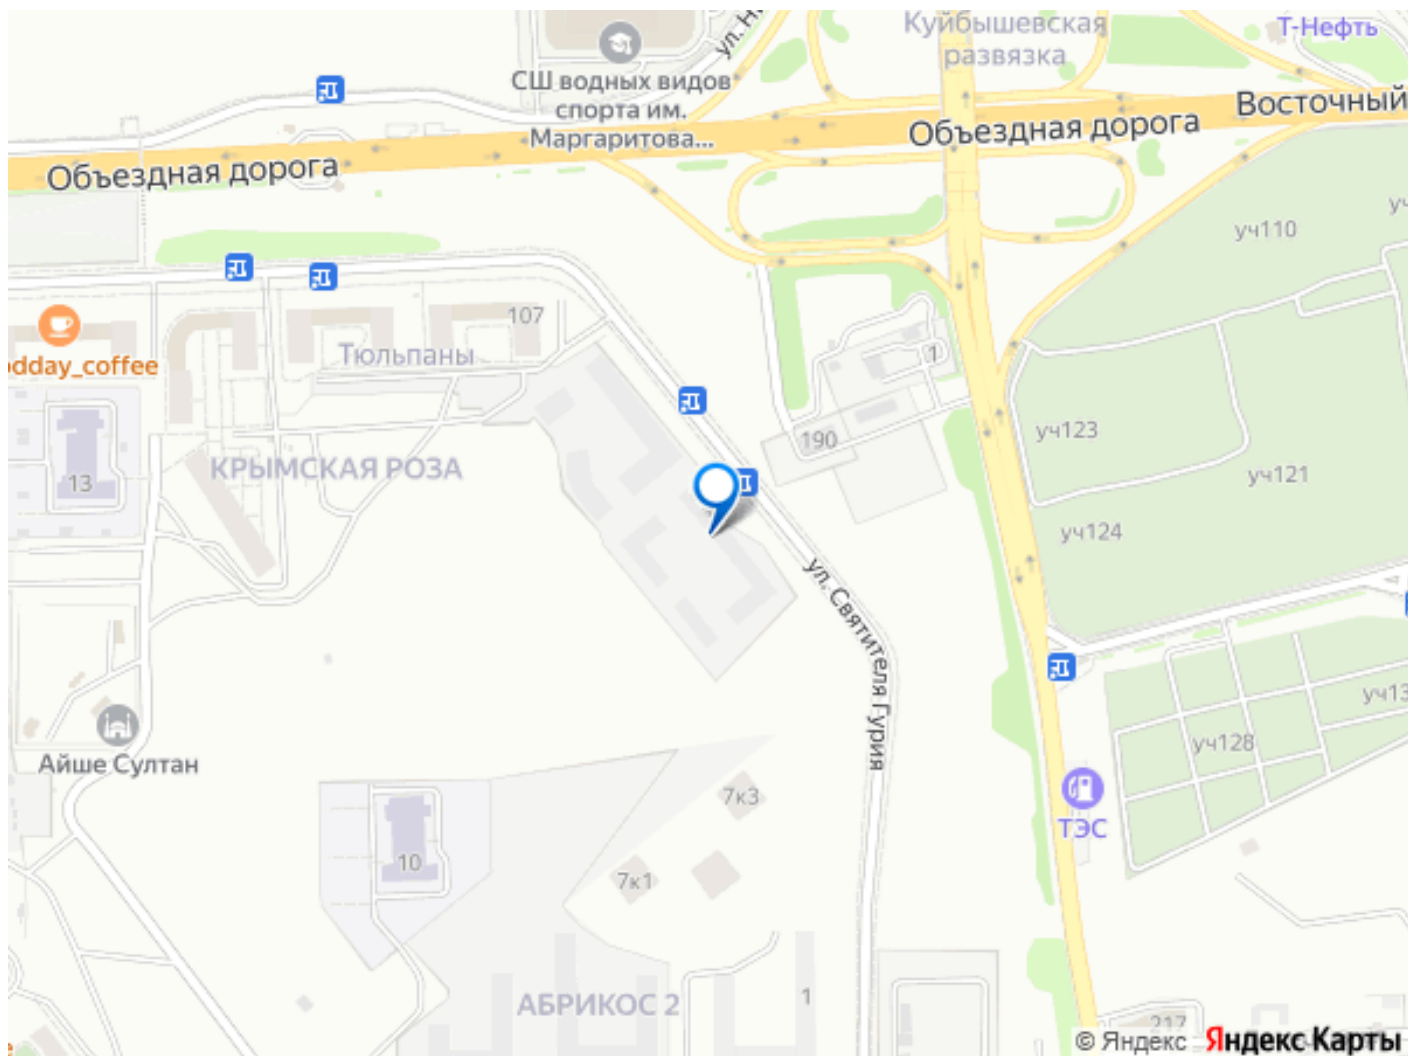 Куйбышевская
развязка
Т-Нефть
СШ водных видов
спорта им.
Маргаритова...
Восточный
Объездная дорога
Объездная дорога
уч110
107
Тюльпаны
1
dday_coffee
уч123
190
КРЫМСКАЯ РОЗА
13
уч121
уч124
ул. Святителя Гурия
уч13
уч128
Айше Султан
7к3
ТЭС
10
7к1
АБРИКОС 2
1
217
© Яндекс Яндекс Карты